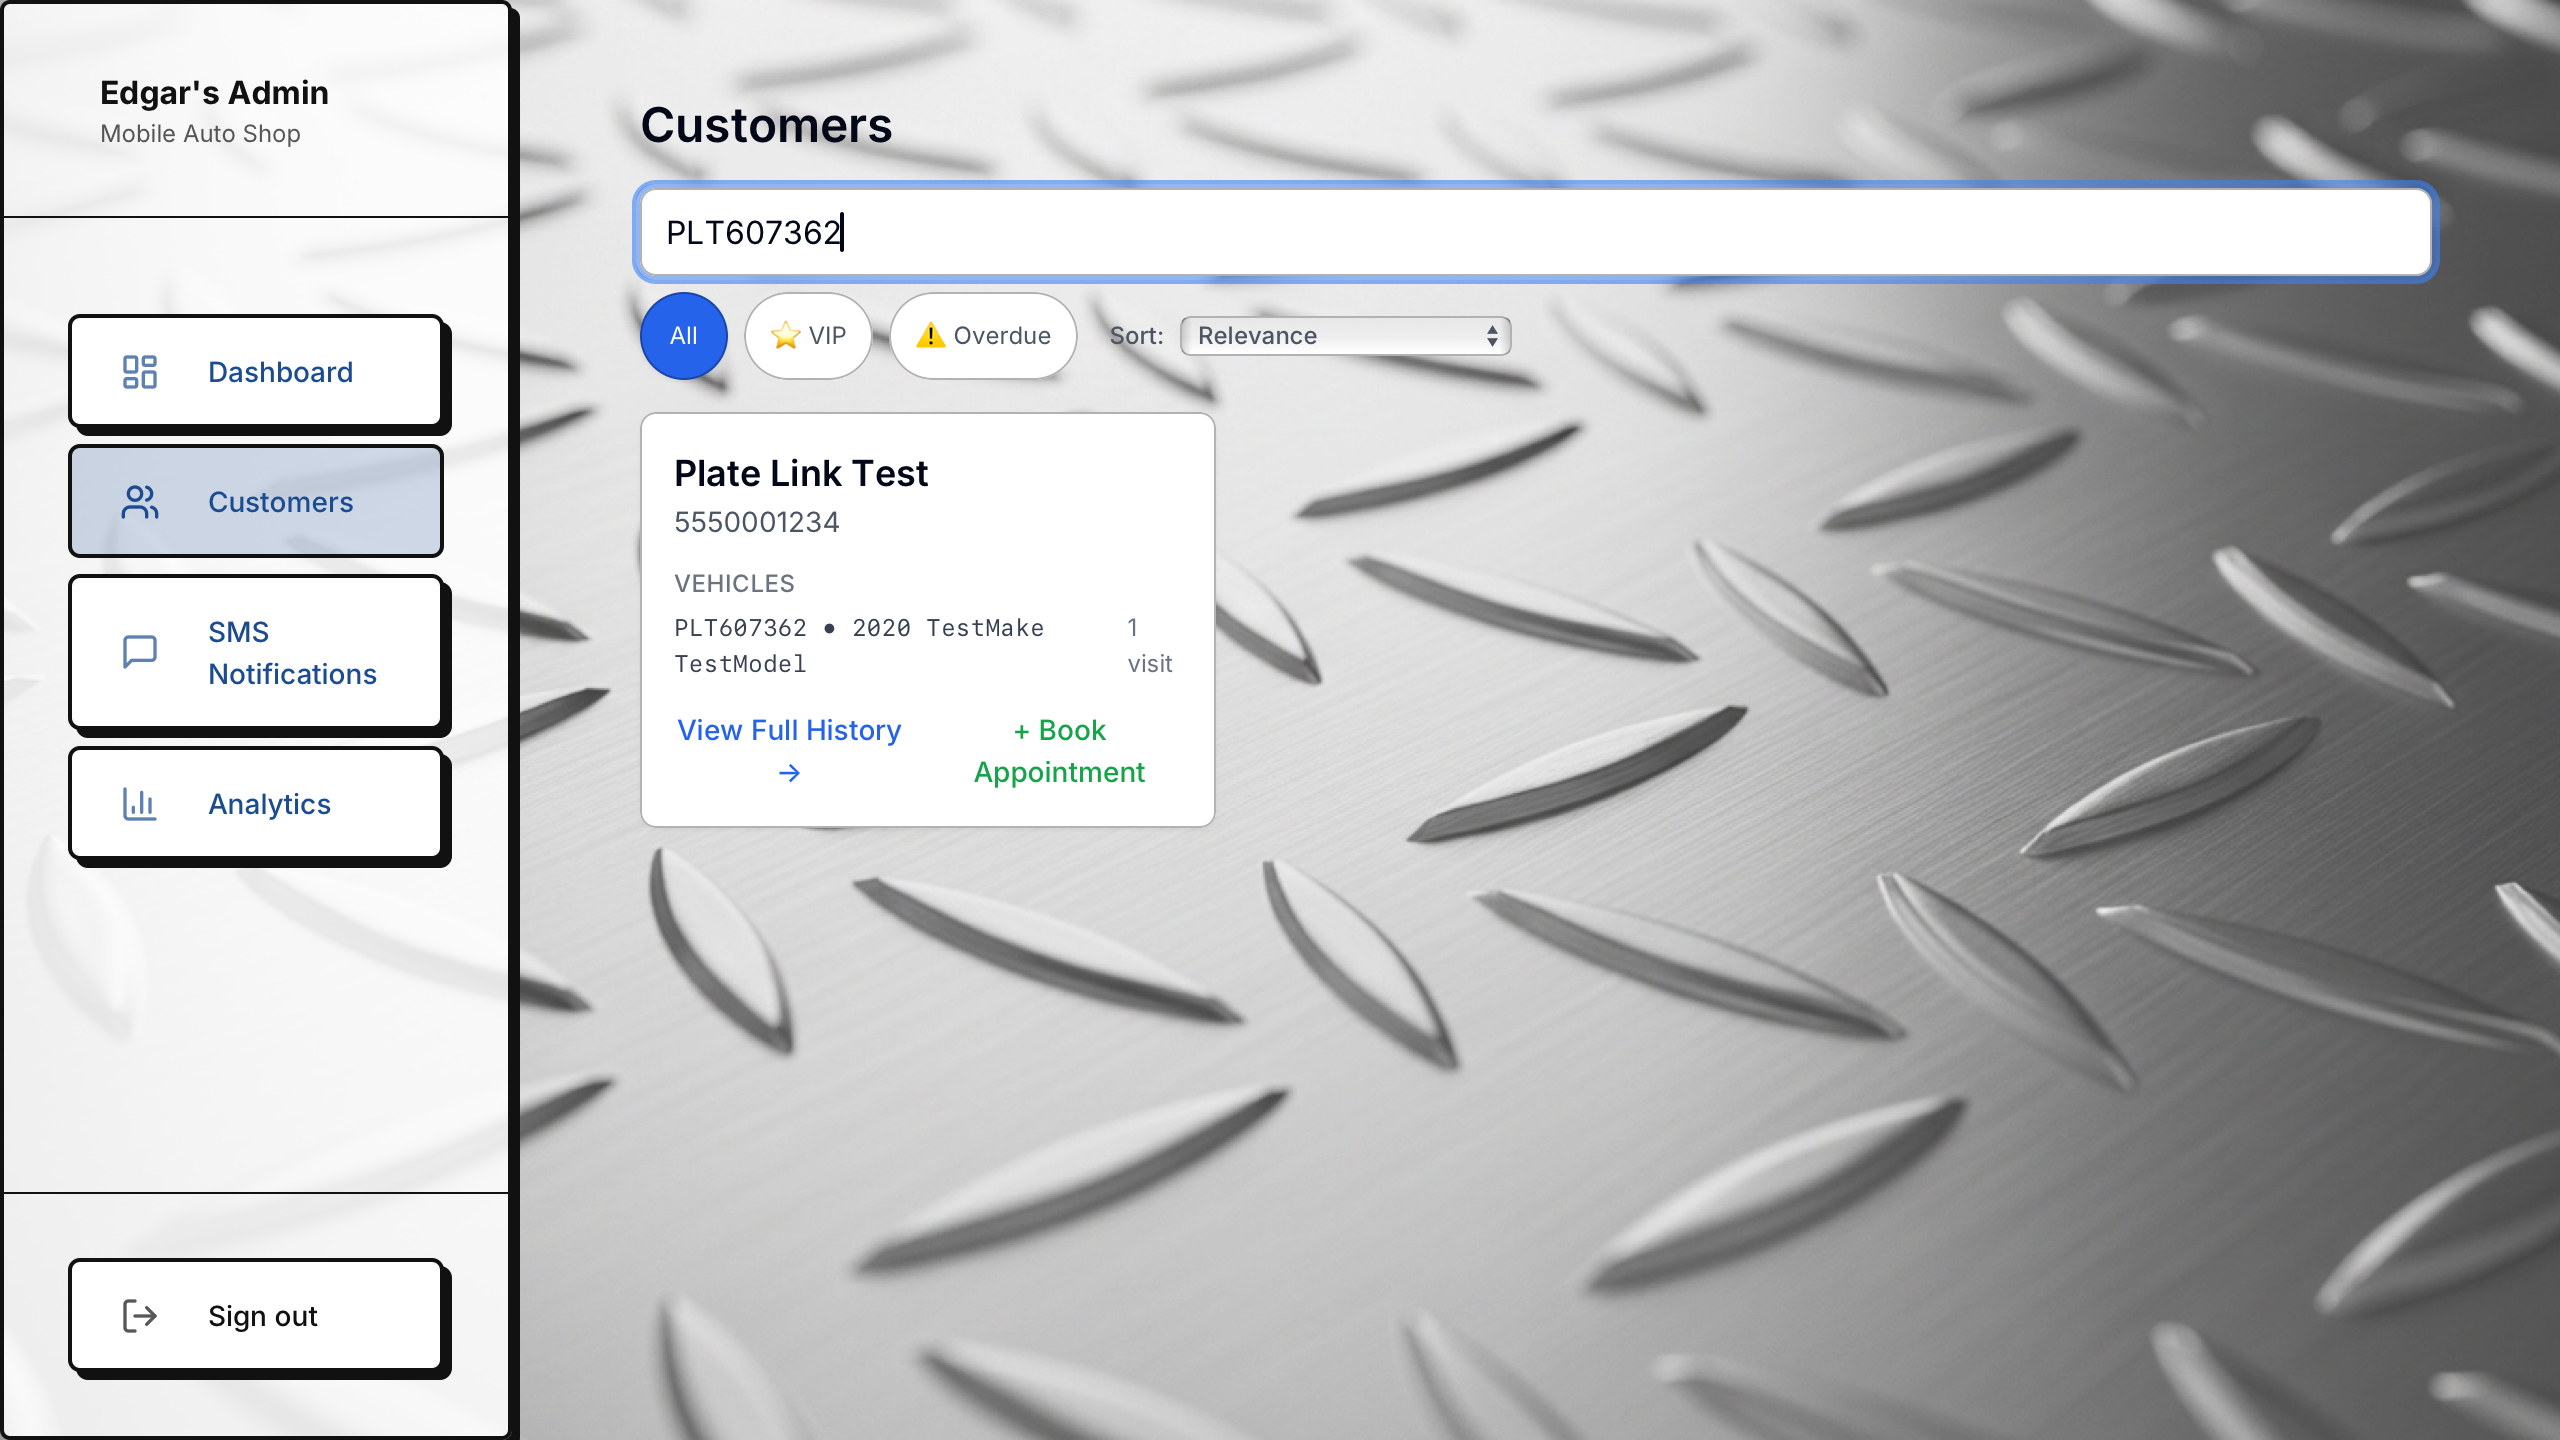 Edgar's Admin
Mobile Auto Shop
Dashboard
Customers
SMS
Notifications
Analytics
Sign out
Customers
PLT607362
All
⭐ VIP
⚠️ Overdue
Sort:
Relevance
Plate Link Test
5550001234
VEHICLES
PLT607362 • 2020 TestMake
TestModel
1
visit
View Full History
→
+ Book
Appointment